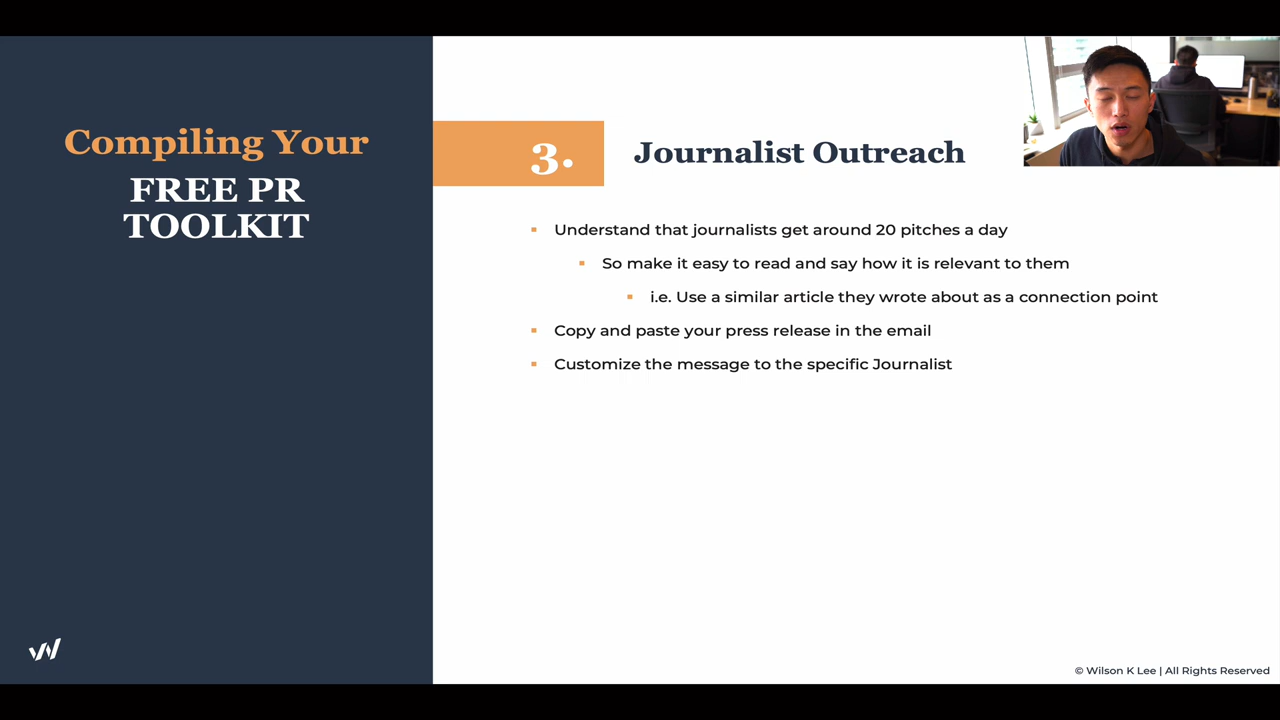 Compiling Your
FREE PR
TOOLKIT
3.
Journalist Outreach
▪ Understand that journalists get around 20 pitches a day
▪ So make it easy to read and say how it is relevant to them
▪ i.e. Use a similar article they wrote about as a connection point
▪ Copy and paste your press release in the email
▪ Customize the message to the specific Journalist
© Wilson K Lee | All Rights Reserved